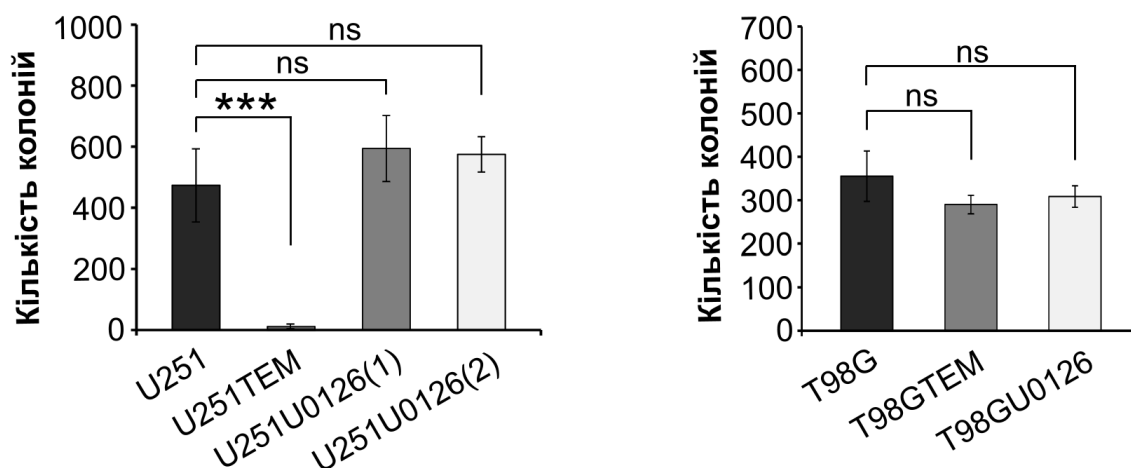 Кількість колоній
1000
800
600
400
200
0
ns
ns
***
U251
U251TEM
U251U0126(1)
U251U0126(2)
Кількість колоній
700
600
500
400
300
200
100
0
ns
ns
T98G
T98GTEM
T98GU0126